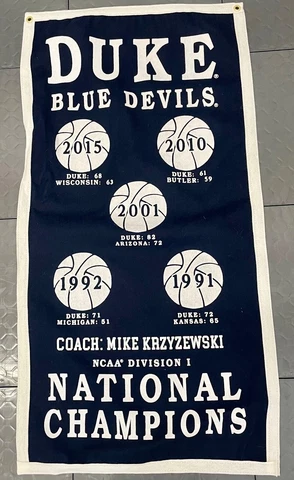 DUKE®
BLUE DEVILS®
2015
DUKE: 68
WISCONSIN: 63
2010
DUKE: 61
BUTLER: 59
2001
DUKE: 82
ARIZONA: 72
1992
DUKE: 71
MICHIGAN: 51
1991
DUKE: 72
KANSAS: 65
COACH: MIKE KRZYZEWSKI
NCAA® DIVISION I
NATIONAL
CHAMPIONS